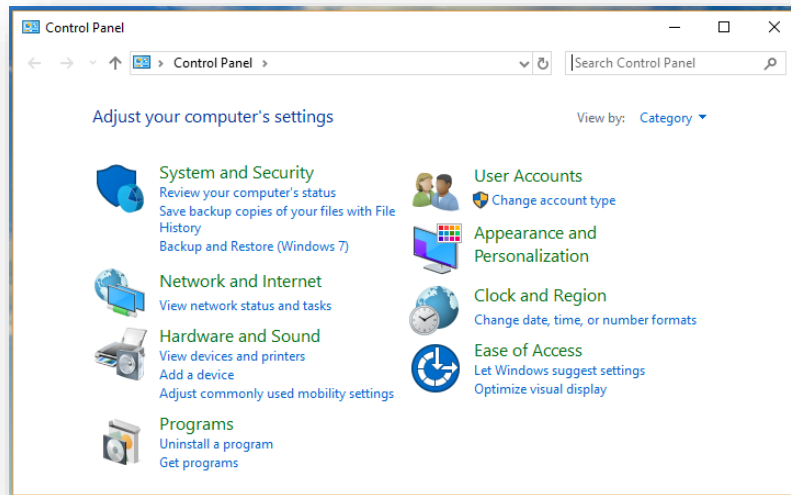 Control Panel
Control Panel
Search Control Panel
Adjust your computer's settings
View by: Category
System and Security
Review your computer's status
Save backup copies of your files with File
History
Backup and Restore (Windows 7)
Network and Internet
View network status and tasks
Hardware and Sound
View devices and printers
Add a device
Adjust commonly used mobility settings
Programs
Uninstall a program
Get programs
User Accounts
Change account type
Appearance and
Personalization
Clock and Region
Change date, time, or number formats
Ease of Access
Let Windows suggest settings
Optimize visual display